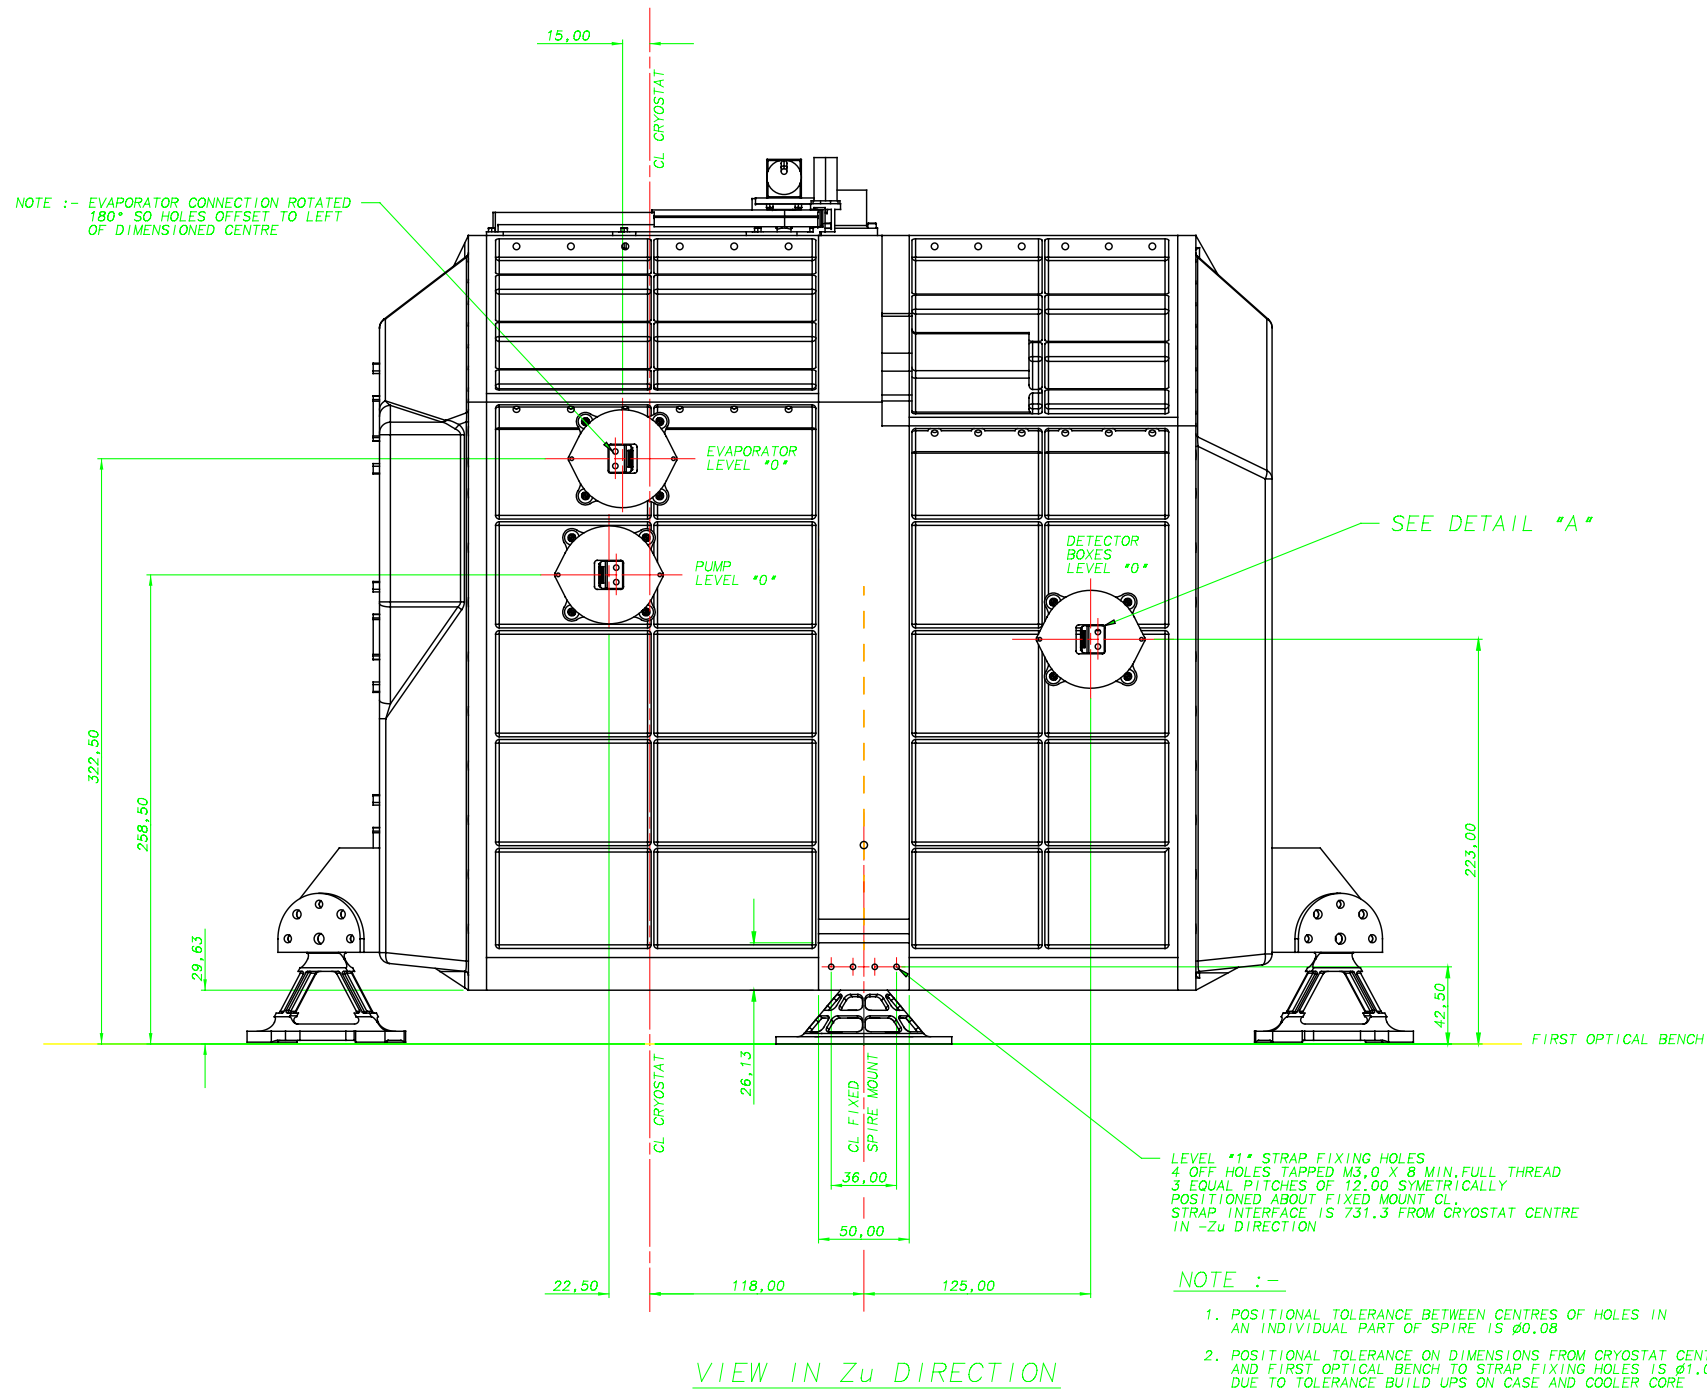 15,00
CL CRYOSTAT
NOTE :- EVAPORATOR CONNECTION ROTATED
180° SO HOLES OFFSET TO LEFT
OF DIMENSIONED CENTRE
EVAPORATOR
LEVEL "0"
SEE DETAIL "A"
DETECTOR
BOXES
LEVEL "0"
PUMP
LEVEL "0"
322,50
258,50
223,00
29,63
42,50
FIRST OPTICAL BENCH
26,13
CL CRYOSTAT
CL FIXED
SPIRE MOUNT
36,00
50,00
LEVEL "1" STRAP FIXING HOLES
4 OFF HOLES TAPPED M3.0 X 8 MIN.FULL THREAD
3 EQUAL PITCHES OF 12.00 SYMETRICALLY
POSITIONED ABOUT FIXED MOUNT CL.
STRAP INTERFACE IS 731.3 FROM CRYOSTAT CENTRE
IN -Zu DIRECTION
22,50
118,00
125,00
NOTE :-
1. POSITIONAL TOLERANCE BETWEEN CENTRES OF HOLES IN
AN INDIVIDUAL PART OF SPIRE IS ø0.08
2. POSITIONAL TOLERANCE ON DIMENSIONS FROM CRYOSTAT
AND FIRST OPTICAL BENCH TO STRAP FIXING HOLES IS
DUE TO TOLERANCE BUILD UPS ON CASE AND COOLER CORE
VIEW IN Zu DIRECTION